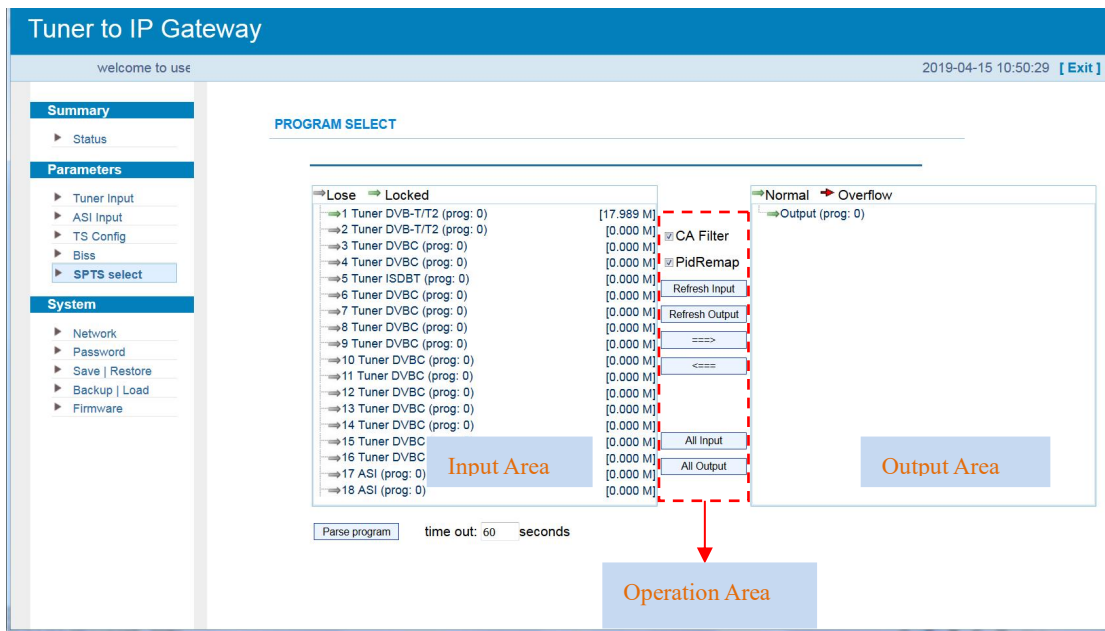 Tuner to IP Gateway
welcome to use
2019-04-15 10:50:29 [ Exit ]
Summary
Status
Parameters
Tuner Input
ASI Input
TS Config
Biss
SPTS select
System
Network
Password
Save | Restore
Backup | Load
Firmware
PROGRAM SELECT
Lose Locked
1 Tuner DVB-T/T2 (prog: 0) [17.989 M]
2 Tuner DVB-T/T2 (prog: 0) [0.000 M]
3 Tuner DVBC (prog: 0) [0.000 M]
4 Tuner DVBC (prog: 0) [0.000 M]
5 Tuner ISDBT (prog: 0) [0.000 M]
6 Tuner DVBC (prog: 0) [0.000 M]
7 Tuner DVBC (prog: 0) [0.000 M]
8 Tuner DVBC (prog: 0) [0.000 M]
9 Tuner DVBC (prog: 0) [0.000 M]
10 Tuner DVBC (prog: 0) [0.000 M]
11 Tuner DVBC (prog: 0) [0.000 M]
12 Tuner DVBC (prog: 0) [0.000 M]
13 Tuner DVBC (prog: 0) [0.000 M]
14 Tuner DVBC (prog: 0) [0.000 M]
15 Tuner DVBC [0.000 M]
16 Tuner DVBC [0.000 M]
17 ASI (prog: 0) [0.000 M]
18 ASI (prog: 0) [0.000 M]
Input Area
CA Filter
PidRemap
Refresh Input
Refresh Output
===>
<===
All Input
All Output
Normal Overflow
Output (prog: 0)
Output Area
Parse program time out: 60 seconds
Operation Area